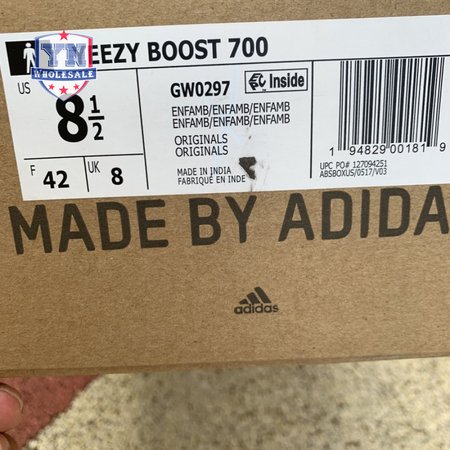 YN WHOLESALE
EEZY BOOST 700
US
8 1/2
F 42
UK 8
GW0297
Inside
ENFAMB/ENFAMB/ENFAMB
ENFAMB/ENFAMB/ENFAMB
ORIGINALS
ORIGINALS
MADE IN INDIA
FABRIQUÉ EN INDE
1 94829 00181 9
UPC PO# 127094251
ABSBOXUS/0517/V03
MADE BY ADIDA
adidas